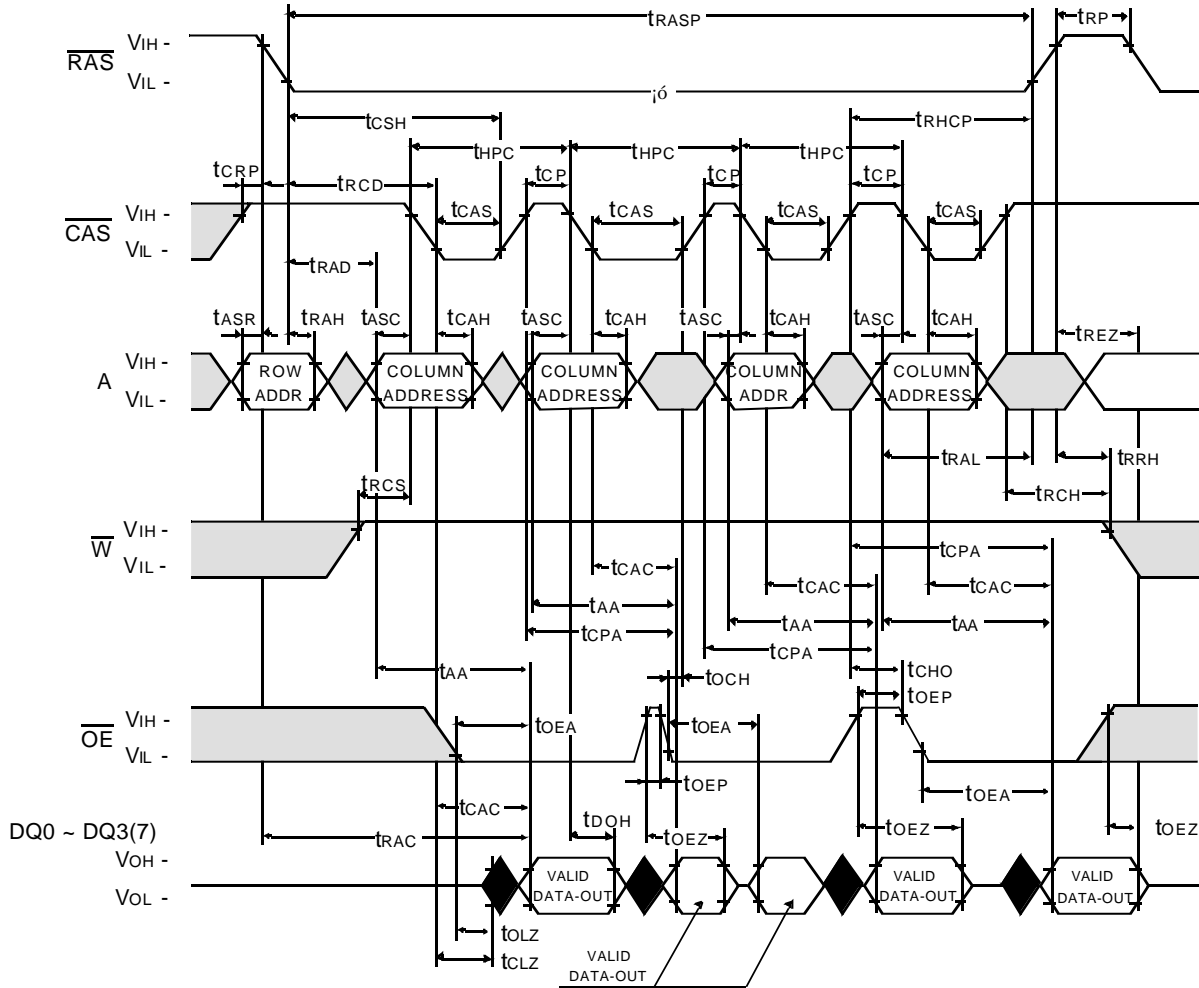 tRASP
tRP
RAS
VIH -
VIL -
¡ó
tCSH
tRHCP
tHPC
tHPC
tHPC
tCRP
tRCD
tCP
tCP
tCP
CAS
VIH -
VIL -
tCAS
tCAS
tCAS
tCAS
tRAD
tASR
tRAH
tASC
tCAH
tASC
tCAH
tASC
tCAH
tASC
tCAH
tREZ
A
VIH -
VIL -
ROW
ADDR
COLUMN
ADDRESS
COLUMN
ADDRESS
COLUMN
ADDR
COLUMN
ADDRESS
tRAL
tRRH
tRCS
tRCH
W
VIH -
VIL -
tCPA
tCAC
tCAC
tCAC
tAA
tAA
tAA
tCPA
tCPA
tAA
tOCH
tCHO
tOEP
OE
VIH -
VIL -
tOEA
tOEA
tOEP
tOEA
tCAC
tDOH
tOEZ
tOEZ
tOEZ
tRAC
DQ0 ~ DQ3(7)
VOH -
VOL -
VALID
DATA-OUT
VALID
DATA-OUT
VALID
DATA-OUT
tOLZ
tCLZ
VALID
DATA-OUT